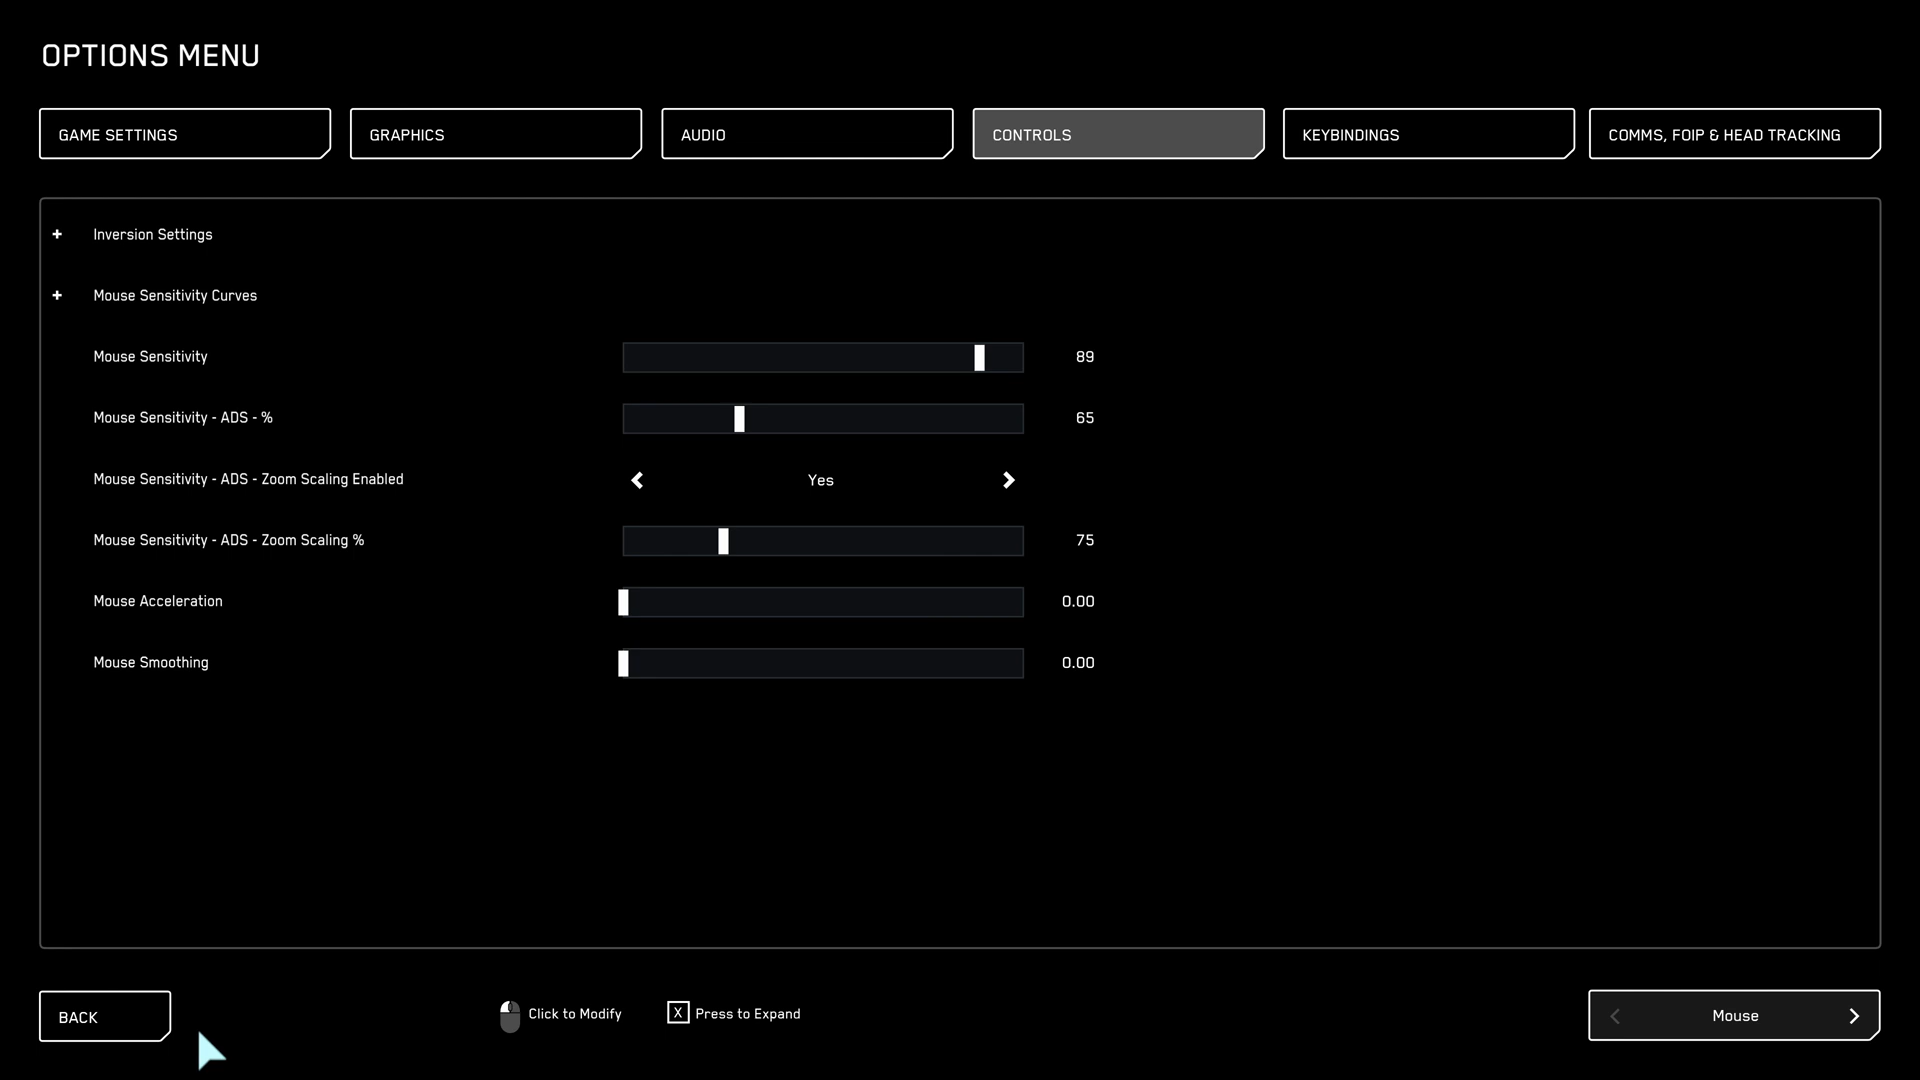 OPTIONS MENU
GAME SETTINGS GRAPHICS AUDIO CONTROLS KEYBINDINGS COMMS, FOIP & HEAD TRACKING
+ Inversion Settings
+ Mouse Sensitivity Curves
Mouse Sensitivity 89
Mouse Sensitivity - ADS - % 65
Mouse Sensitivity - ADS - Zoom Scaling Enabled Yes
Mouse Sensitivity - ADS - Zoom Scaling % 75
Mouse Acceleration 0.00
Mouse Smoothing 0.00
BACK Click to Modify X Press to Expand Mouse